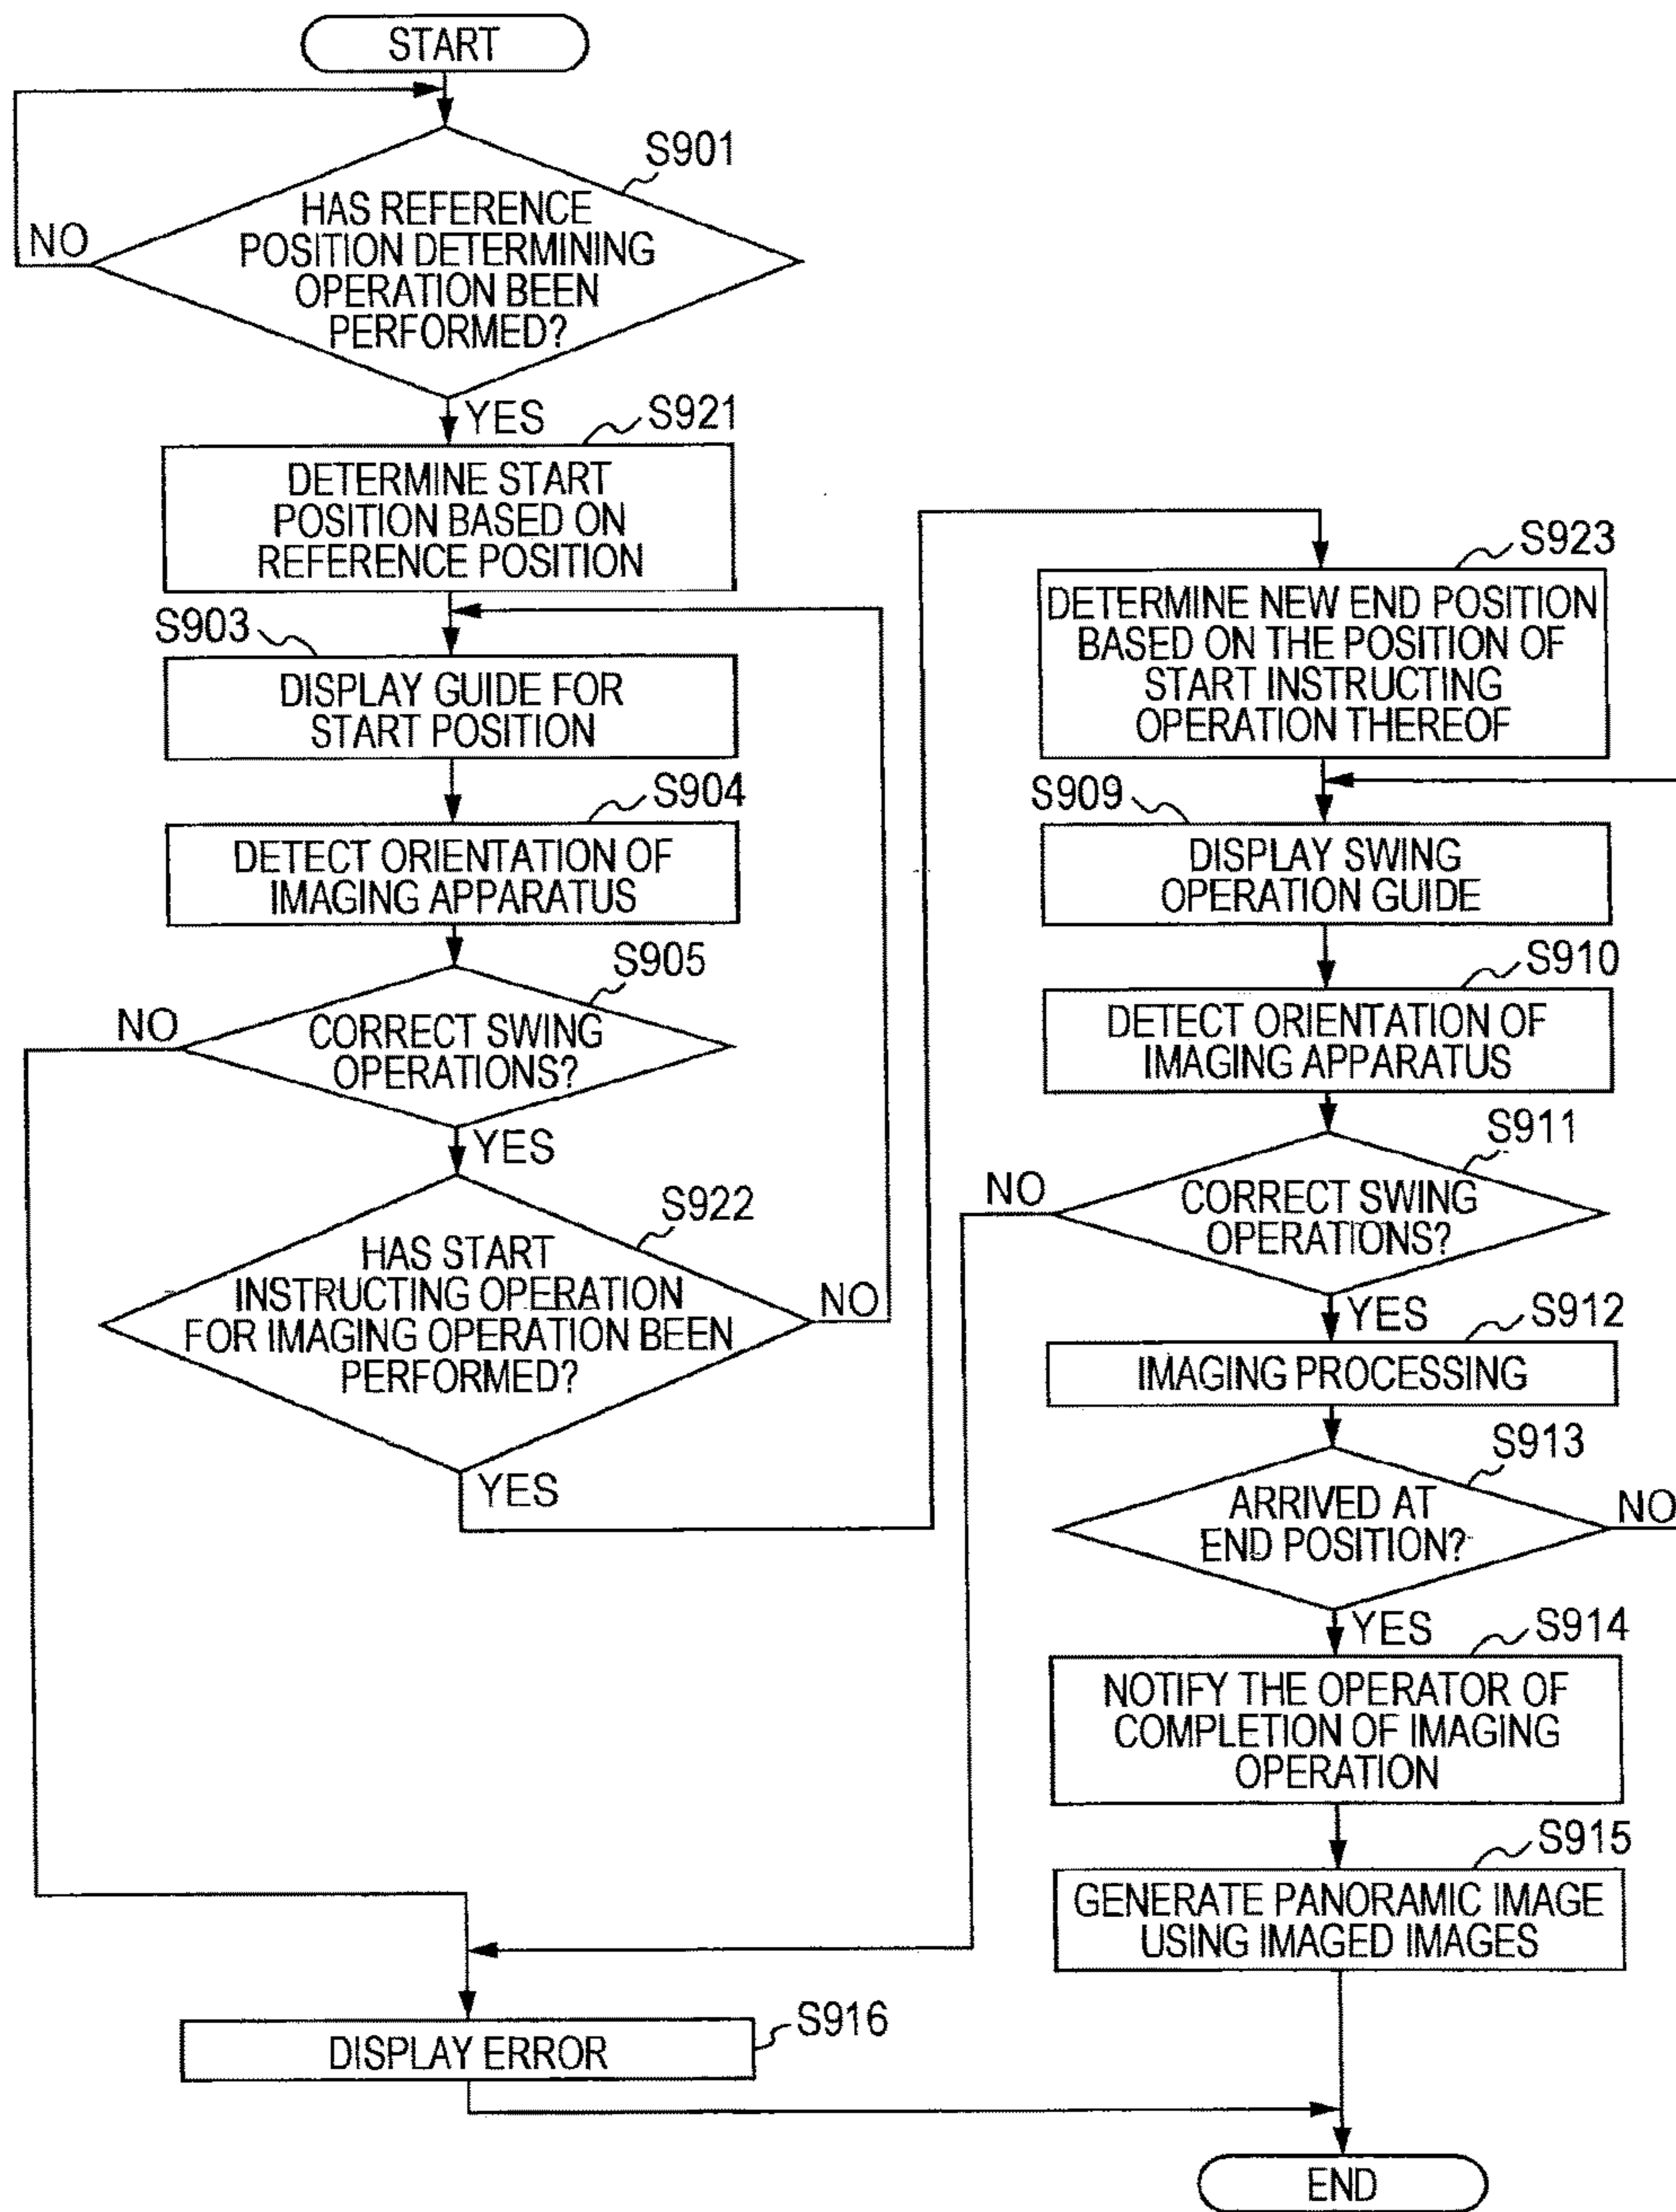 START
S901
HAS REFERENCE
POSITION DETERMINING
OPERATION BEEN
PERFORMED?
NO
YES
S921
DETERMINE START
POSITION BASED ON
REFERENCE POSITION
S903
DISPLAY GUIDE FOR
START POSITION
S904
DETECT ORIENTATION OF
IMAGING APPARATUS
S905
NO
CORRECT SWING
OPERATIONS?
YES
S922
HAS START
INSTRUCTING OPERATION
FOR IMAGING OPERATION BEEN
PERFORMED?
NO
YES
S923
DETERMINE NEW END POSITION
BASED ON THE POSITION OF
START INSTRUCTING
OPERATION THEREOF
S909
DISPLAY SWING
OPERATION GUIDE
S910
DETECT ORIENTATION OF
IMAGING APPARATUS
S911
NO
CORRECT SWING
OPERATIONS?
YES
S912
IMAGING PROCESSING
S913
ARRIVED AT
END POSITION?
NO
YES
S914
NOTIFY THE OPERATOR OF
COMPLETION OF IMAGING
OPERATION
S915
GENERATE PANORAMIC IMAGE
USING IMAGED IMAGES
S916
DISPLAY ERROR
END